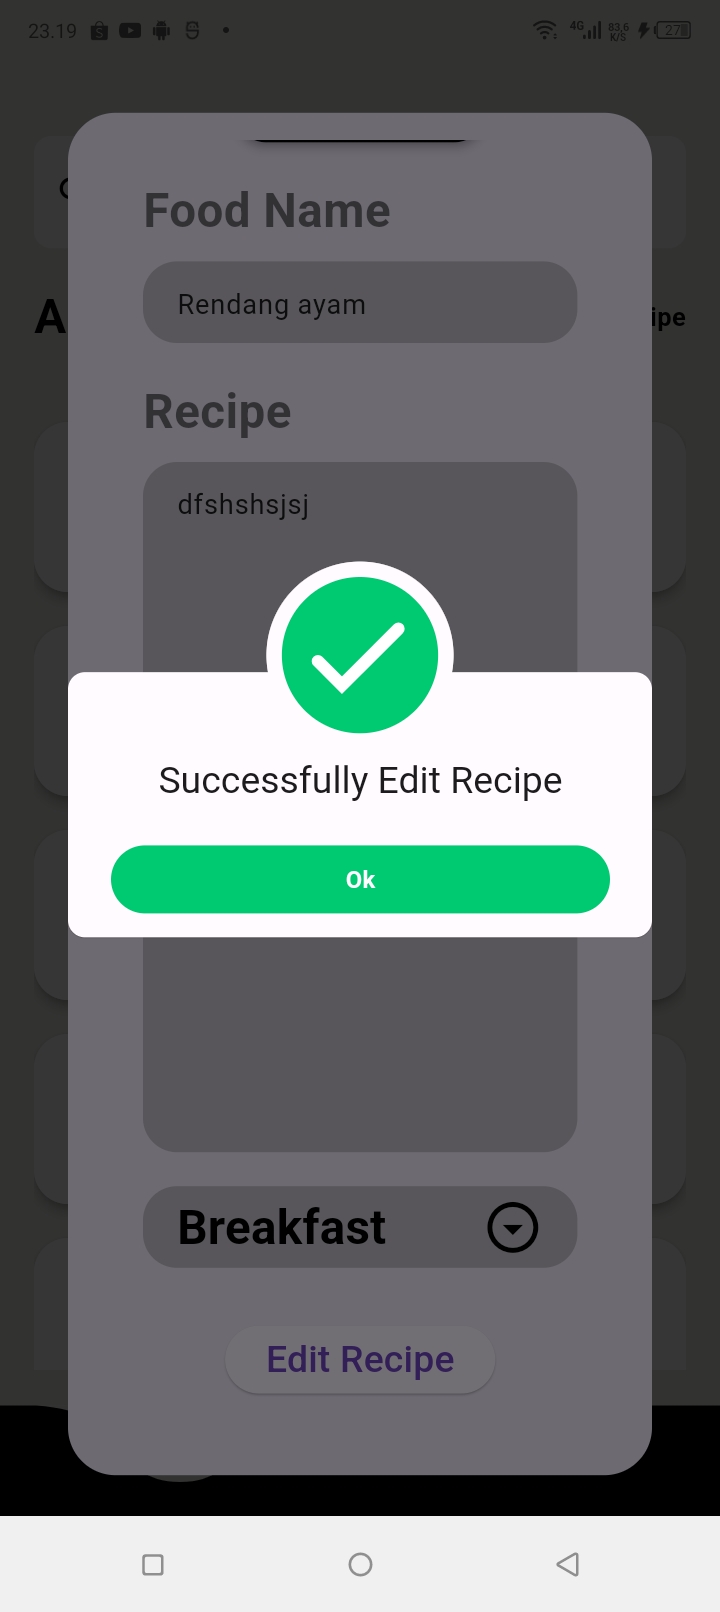 23.19 4G 83,6 K/S 27
Food Name
Rendang ayam
A ipe
Recipe
dfshshsjsj
Successfully Edit Recipe
Ok
Breakfast
Edit Recipe